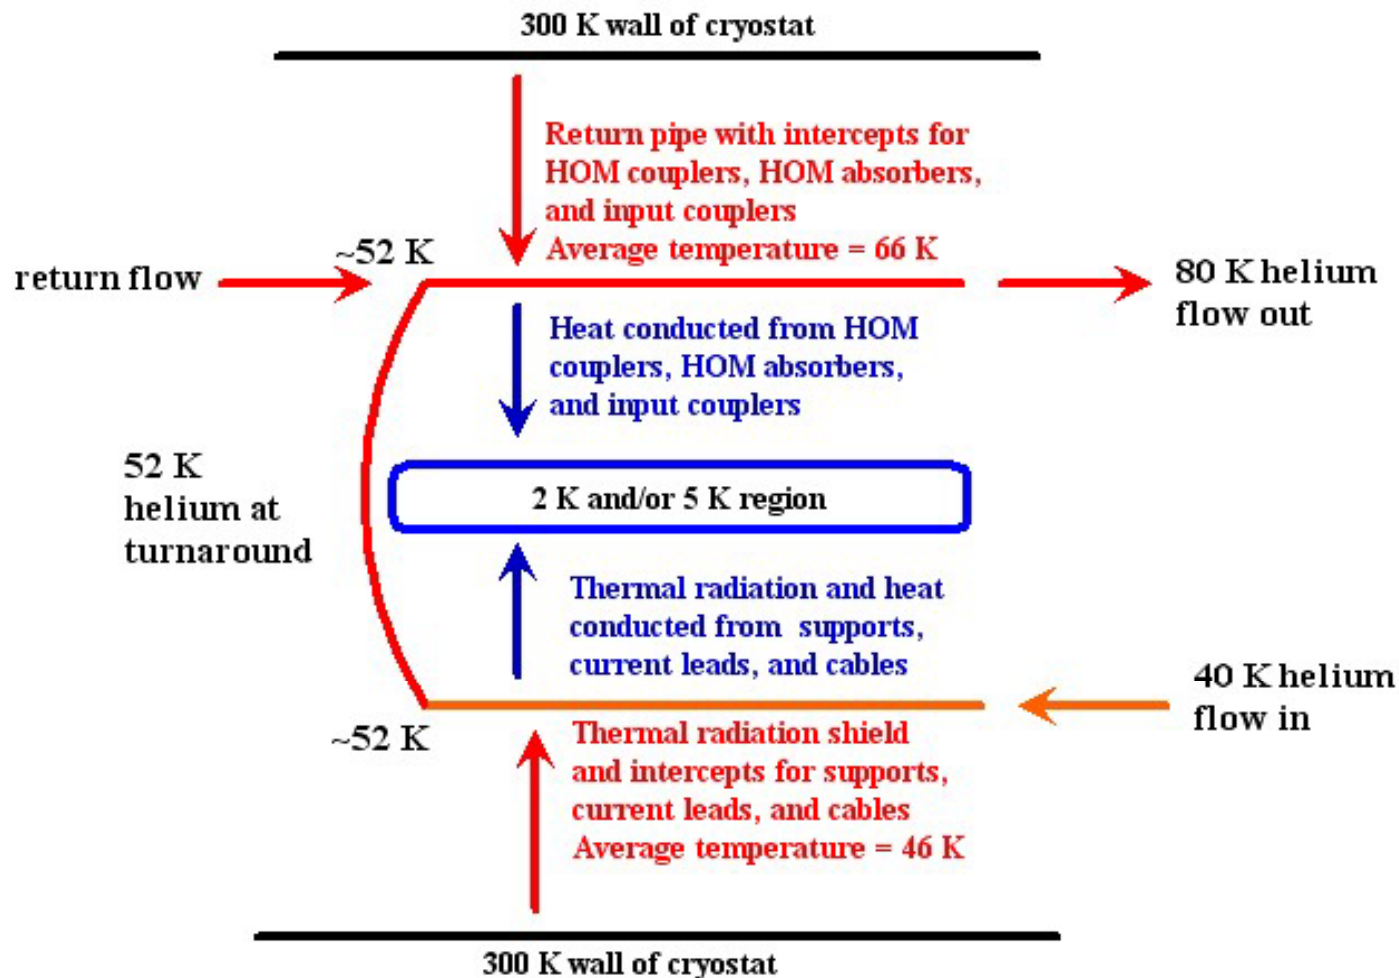 300 K wall of cryostat
Return pipe with intercepts for
HOM couplers, HOM absorbers,
and input couplers
Average temperature = 66 K
~52 K
return flow
80 K helium
flow out
Heat conducted from HOM
couplers, HOM absorbers,
and input couplers
52 K
helium at
turnaround
2 K and/or 5 K region
Thermal radiation and heat
conducted from supports,
current leads, and cables
40 K helium
flow in
~52 K
Thermal radiation shield
and intercepts for supports,
current leads, and cables
Average temperature = 46 K
300 K wall of cryostat